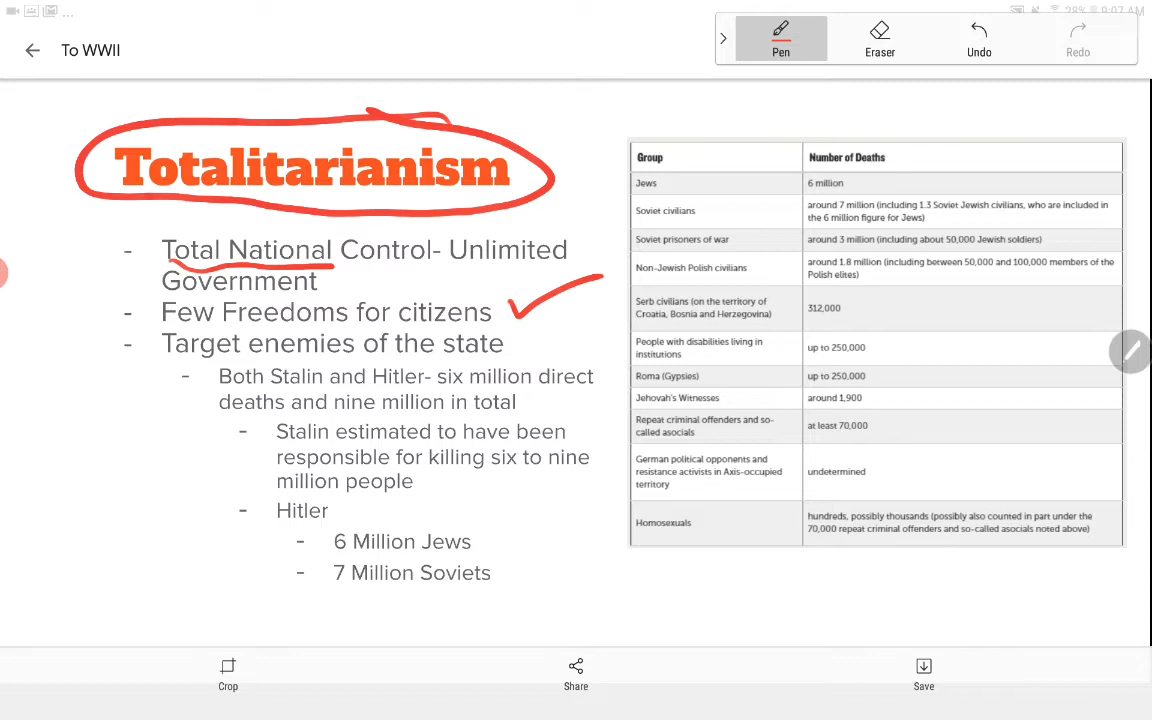 28% 9:07 AM
To WWII
Pen
Eraser
Undo
Redo
Totalitarianism
- Total National Control- Unlimited
Government
- Few Freedoms for citizens
- Target enemies of the state
- Both Stalin and Hitler- six million direct
deaths and nine million in total
- Stalin estimated to have been
responsible for killing six to nine
million people
- Hitler
- 6 Million Jews
- 7 Million Soviets
Group Number of Deaths
Jews 6 million
Soviet civilians around 7 million (including 1.3 Soviet Jewish civilians, who are included in
the 6 million figure for Jews)
Soviet prisoners of war around 3 million (including about 50,000 Jewish soldiers)
Non-Jewish Polish civilians around 1.8 million (including between 50,000 and 100,000 members of the
Polish elites)
Serb civilians (on the territory of
Croatia, Bosnia and Herzegovina) 312,000
People with disabilities living in
institutions up to 250,000
Roma (Gypsies) up to 250,000
Jehovah's Witnesses around 1,900
Repeat criminal offenders and so-
called asocials at least 70,000
German political opponents and
resistance activists in Axis-occupied
territory undetermined
Homosexuals hundreds, possibly thousands (possibly also counted in part under the
70,000 repeat criminal offenders and so-called asocials noted above)
Crop
Share
Save